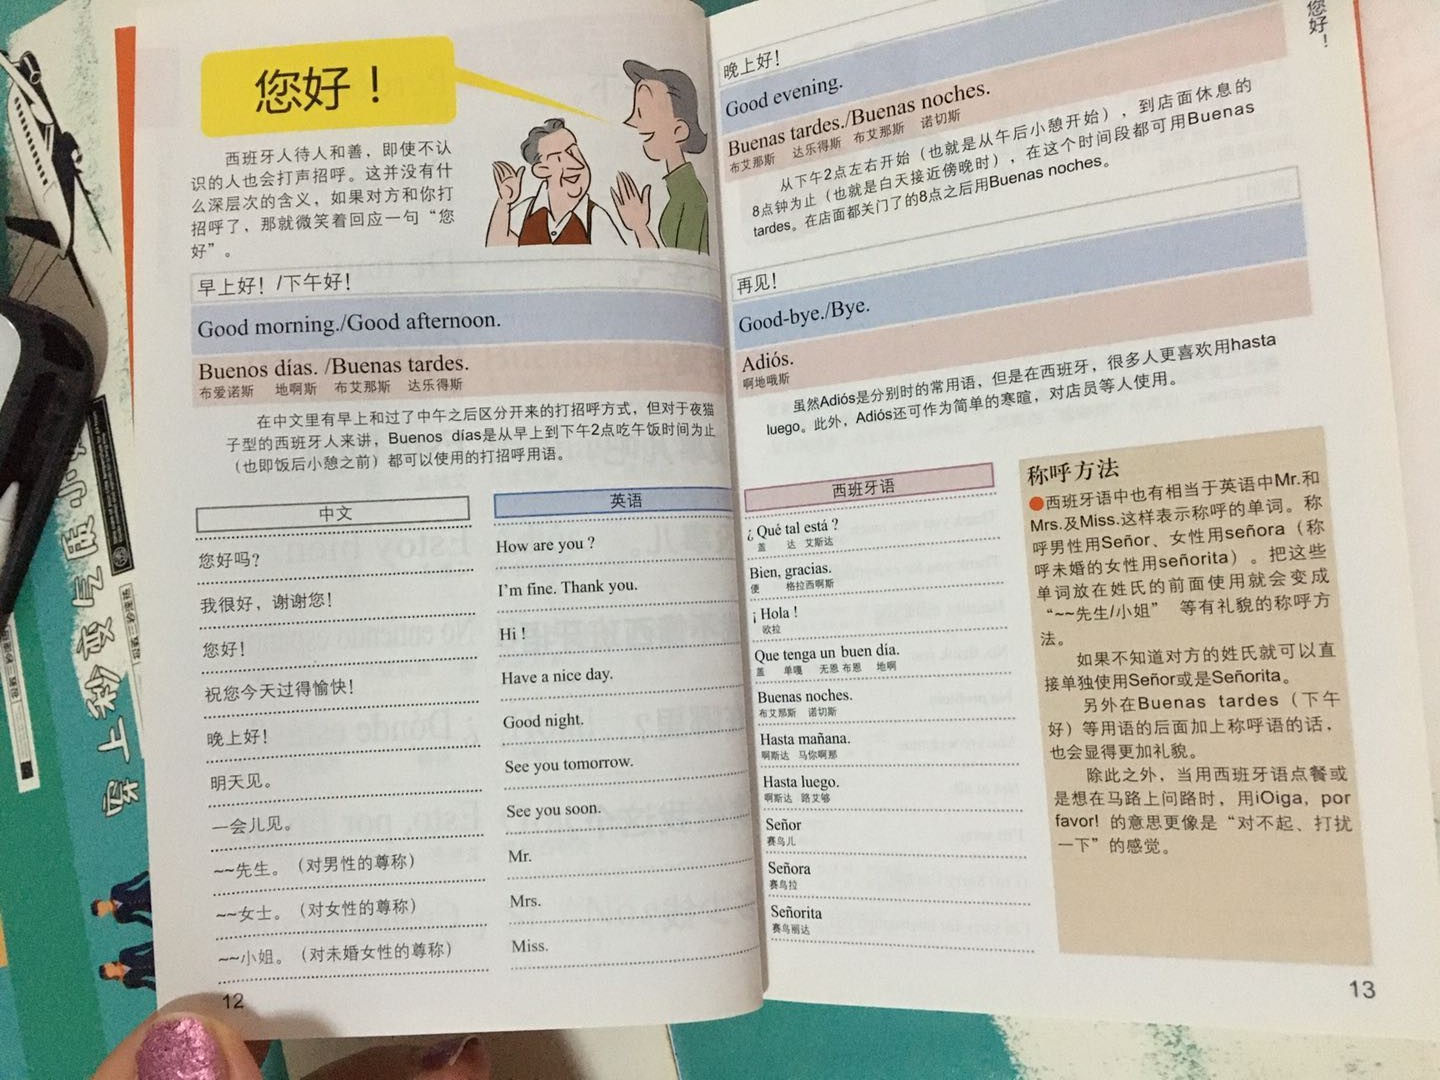 您好！
西班牙人待人和善，即使不认
识的人也会打声招呼。这并没有什
么深层次的含义，如果对方和你打
招呼了，那就微笑着回应一句“您
好”。
早上好！/下午好！
Good morning./Good afternoon.
Buenos días. /Buenas tardes.
布爱诺斯 地啊斯 布艾那斯 达乐得斯
在中文里有早上和过了中午之后区分开来的打招呼方式，但对于夜猫
子型的西班牙人来讲，Buenos días是从早上到下午2点吃午饭时间为止
（也即饭后小憩之前）都可以使用的打招呼用语。
中文
英语
您好吗？
How are you ?
我很好，谢谢您！
I'm fine. Thank you.
您好！
Hi !
祝您今天过得愉快！
Have a nice day.
晚上好！
Good night.
明天见。
See you tomorrow.
一会儿见。
See you soon.
~~先生。（对男性的尊称）
Mr.
~~女士。（对女性的尊称）
Mrs.
~~小姐。（对未婚女性的尊称）
Miss.
12
您好！
晚上好！
Good evening.
Buenas tardes./Buenas noches.
布艾那斯 达乐得斯 布艾那斯 诺切斯
从下午2点左右开始（也就是从午后小憩开始），到店面休息的
8点钟为止（也就是白天接近傍晚时），在这个时间段都可用Buenas
tardes。在店面都关门了的8点之后用Buenas noches。
再见！
Good-bye./Bye.
Adiós.
啊地哦斯
虽然Adiós是分别时的常用语，但是在西班牙，很多人更喜欢用hasta
luego。此外，Adiós还可作为简单的寒暄，对店员等人使用。
西班牙语
¿ Qué tal está ?
盖 达 艾斯达
Bien, gracias.
便 格拉西啊斯
¡ Hola !
欧拉
Que tenga un buen día.
盖 单嘎 无恩 布恩 地啊
Buenas noches.
布艾那斯 诺切斯
Hasta mañana.
啊斯达 马你啊那
Hasta luego.
啊斯达 路艾够
Señor
赛鸟儿
Señora
赛鸟拉
Señorita
赛鸟丽达
称呼方法
●西班牙语中也有相当于英语中Mr.和
Mrs.及Miss.这样表示称呼的单词。称
呼男性用Señor、女性用señora（称
呼未婚的女性用señorita）。把这些
单词放在姓氏的前面使用就会变成
“~~先生/小姐” 等有礼貌的称呼方
法。
如果不知道对方的姓氏就可以直
接单独使用Señor或是Señorita。
另外在Buenas tardes（下午
好）等用语的后面加上称呼语的话，
也会显得更加礼貌。
除此之外，当用西班牙语点餐或
是想在马路上问路时，用iOiga, por
favor! 的意思更像是“对不起、打扰
一下”的感觉。
13
穿上秒变气质小